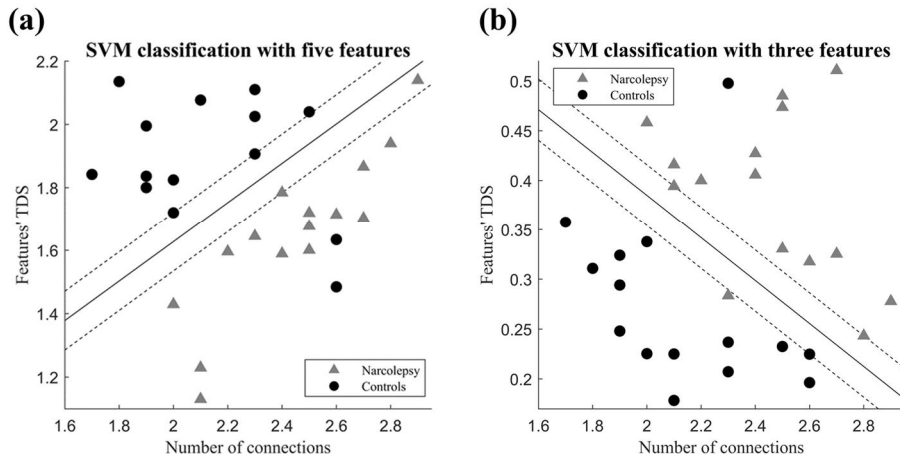 (a)
SVM classification with five features
2.2
2
1.8
1.6
1.4
1.2
Features' TDS
Narcolepsy
Controls
1.6 1.8 2 2.2 2.4 2.6 2.8
Number of connections
(b)
SVM classification with three features
Narcolepsy
Controls
0.5
0.45
0.4
0.35
0.3
0.25
0.2
Features' TDS
1.6 1.8 2 2.2 2.4 2.6 2.8
Number of connections